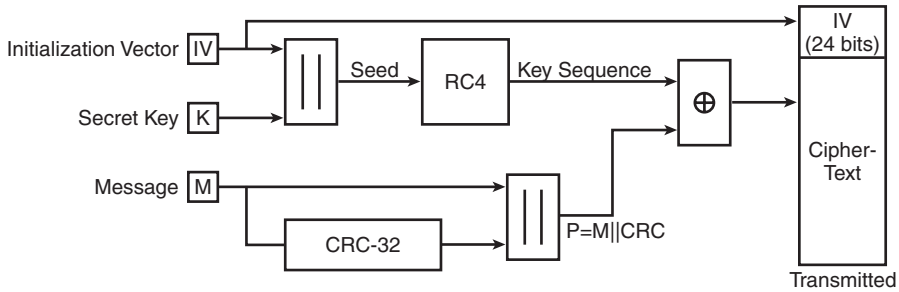 Initialization Vector IV
Secret Key K
Message M
||
Seed
RC4
Key Sequence
⊕
CRC-32
||
P=M||CRC
IV
(24 bits)
Cipher-
Text
Transmitted